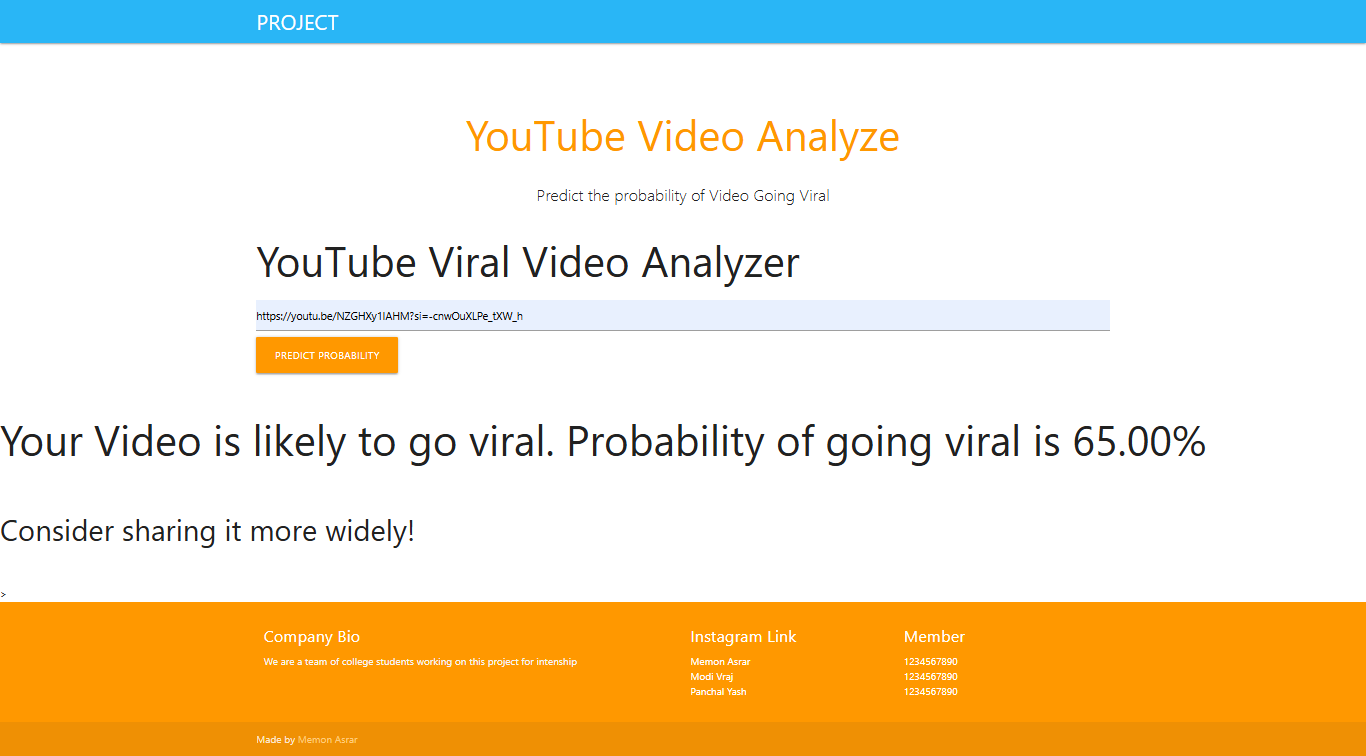 PROJECT
YouTube Video Analyze
Predict the probability of Video Going Viral
YouTube Viral Video Analyzer
https://youtu.be/NZGHXy1lAHM?si=-cnwOuXLPe_tXW_h
PREDICT PROBABILITY
Your Video is likely to go viral. Probability of going viral is 65.00%
Consider sharing it more widely!
>
Company Bio
We are a team of college students working on this project for intenship
Instagram Link
Memon Asrar
Modi Vraj
Panchal Yash
Member
1234567890
1234567890
1234567890
Made by Memon Asrar